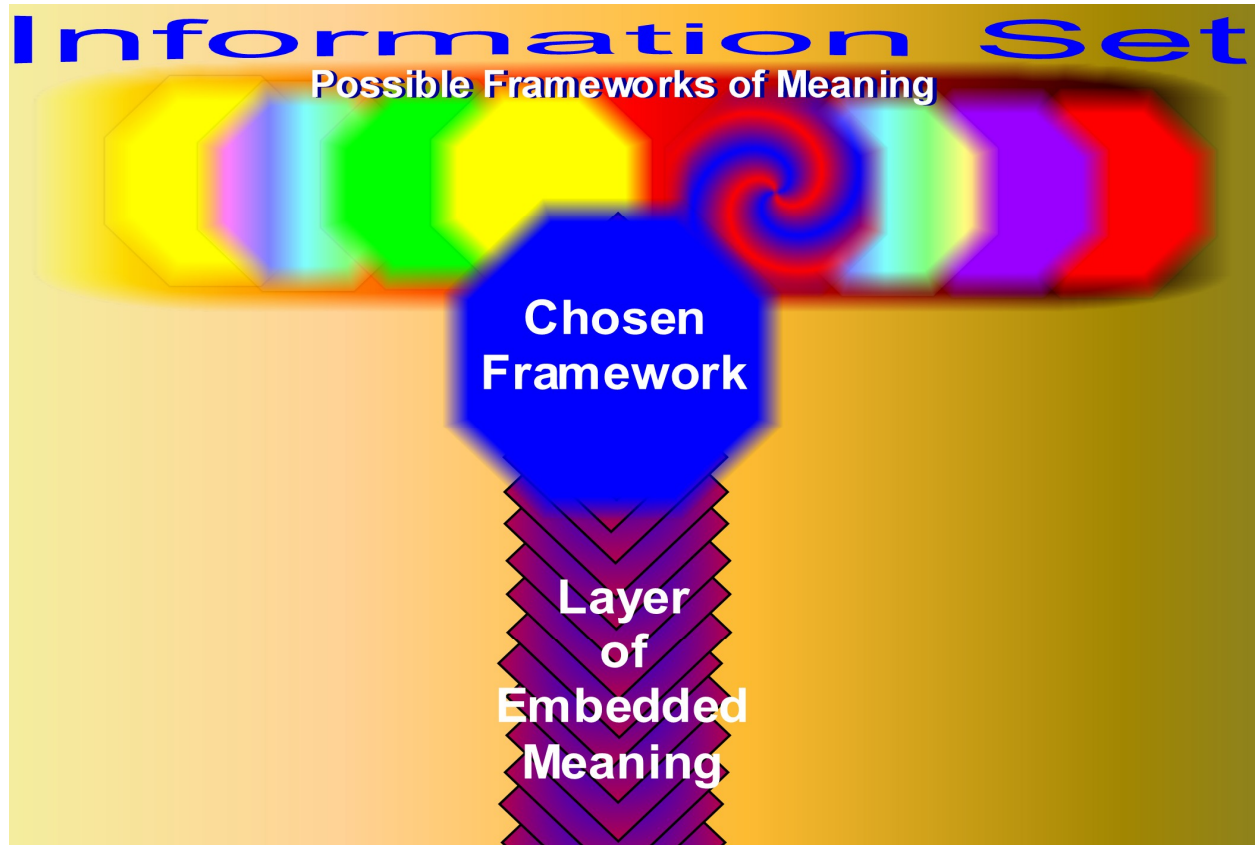 Information Set
Possible Frameworks of Meaning
Chosen
Framework
Layer
of
Embedded
Meaning